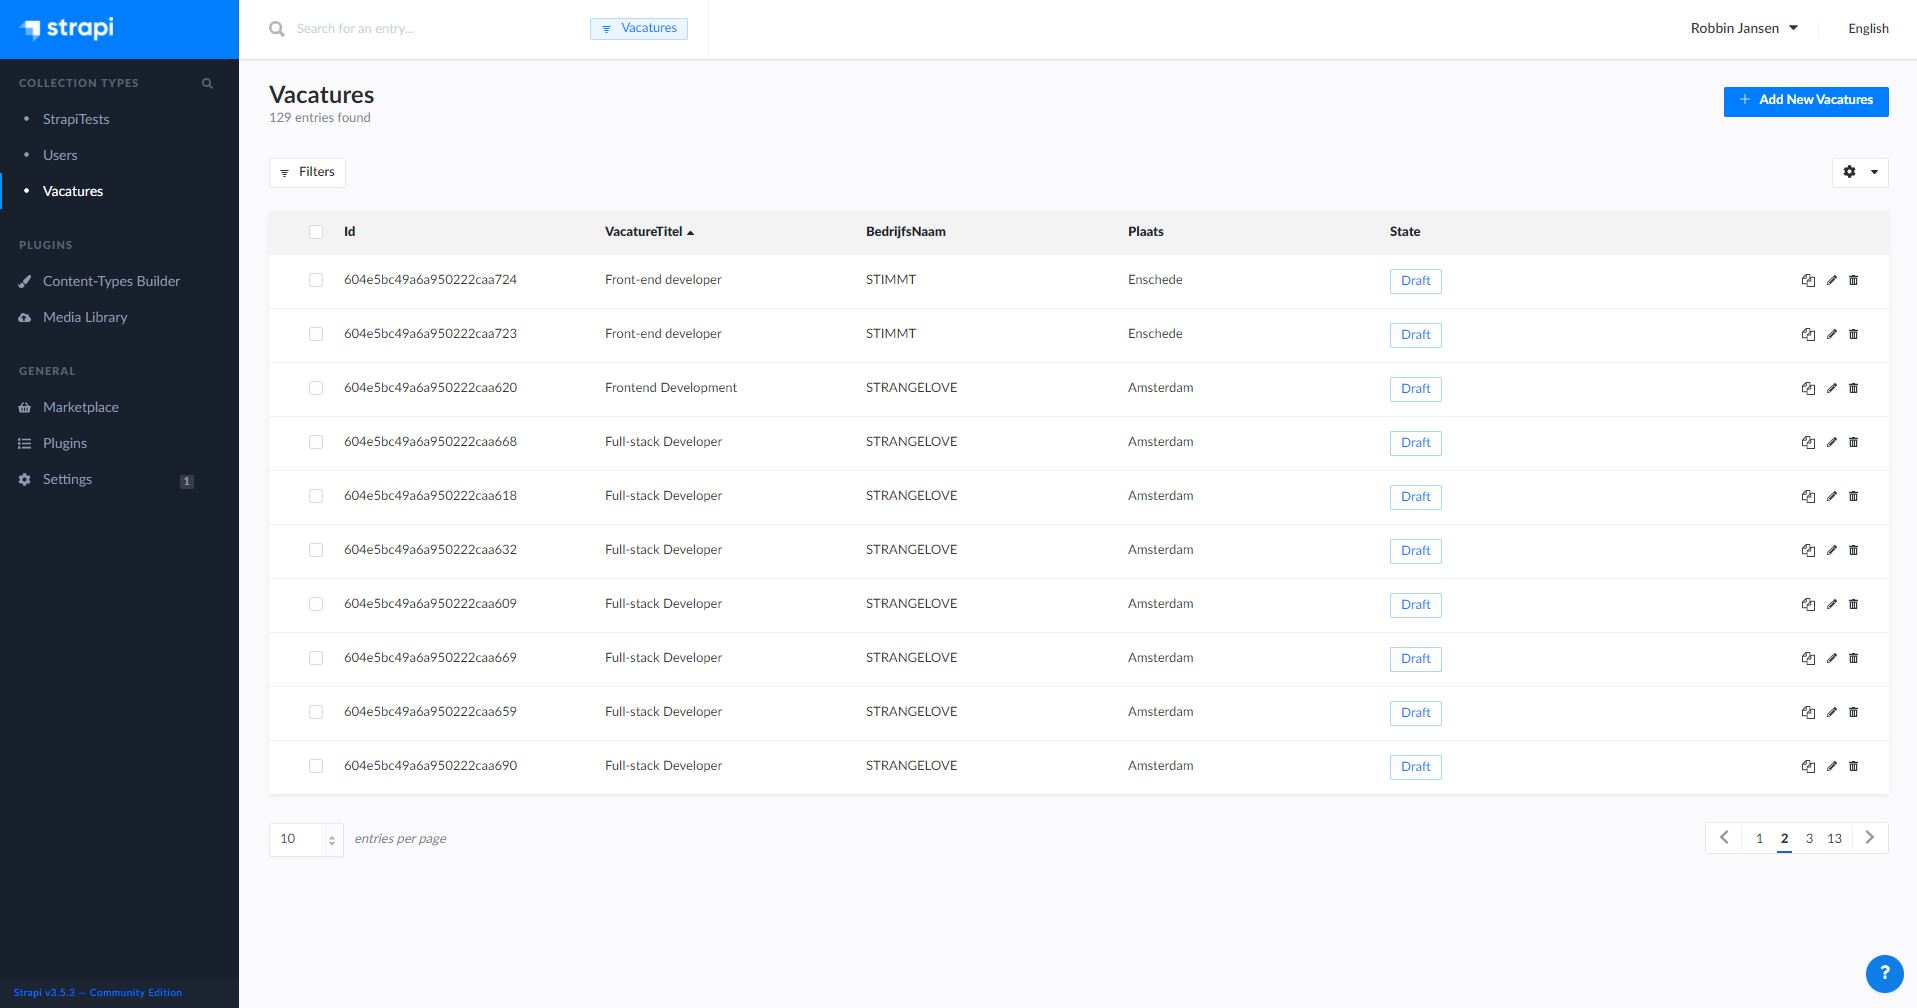 strapi
Search for an entry...
Vacatures
Robbin Jansen
English
COLLECTION TYPES
StrapiTests
Users
Vacatures
PLUGINS
Content-Types Builder
Media Library
GENERAL
Marketplace
Plugins
Settings 1
Strapi v3.5.3 — Community Edition
Vacatures
129 entries found
+ Add New Vacatures
Filters
Id VacatureTitel BedrijfsNaam Plaats State
604e5bc49a6a950222caa724 Front-end developer STIMMT Enschede Draft
604e5bc49a6a950222caa723 Front-end developer STIMMT Enschede Draft
604e5bc49a6a950222caa620 Frontend Development STRANGELOVE Amsterdam Draft
604e5bc49a6a950222caa668 Full-stack Developer STRANGELOVE Amsterdam Draft
604e5bc49a6a950222caa618 Full-stack Developer STRANGELOVE Amsterdam Draft
604e5bc49a6a950222caa632 Full-stack Developer STRANGELOVE Amsterdam Draft
604e5bc49a6a950222caa609 Full-stack Developer STRANGELOVE Amsterdam Draft
604e5bc49a6a950222caa669 Full-stack Developer STRANGELOVE Amsterdam Draft
604e5bc49a6a950222caa659 Full-stack Developer STRANGELOVE Amsterdam Draft
604e5bc49a6a950222caa690 Full-stack Developer STRANGELOVE Amsterdam Draft
10 entries per page
1 2 3 13
?